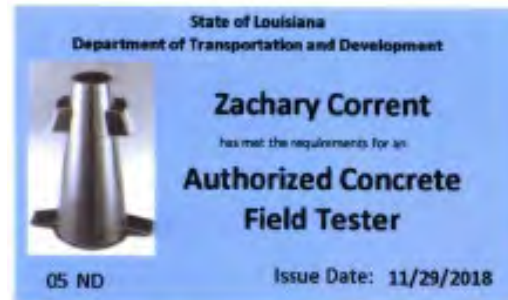 State of Louisiana
Department of Transportation and Development
Zachary Corrent
has met the requirements for an
Authorized Concrete
Field Tester
05 ND
Issue Date: 11/29/2018